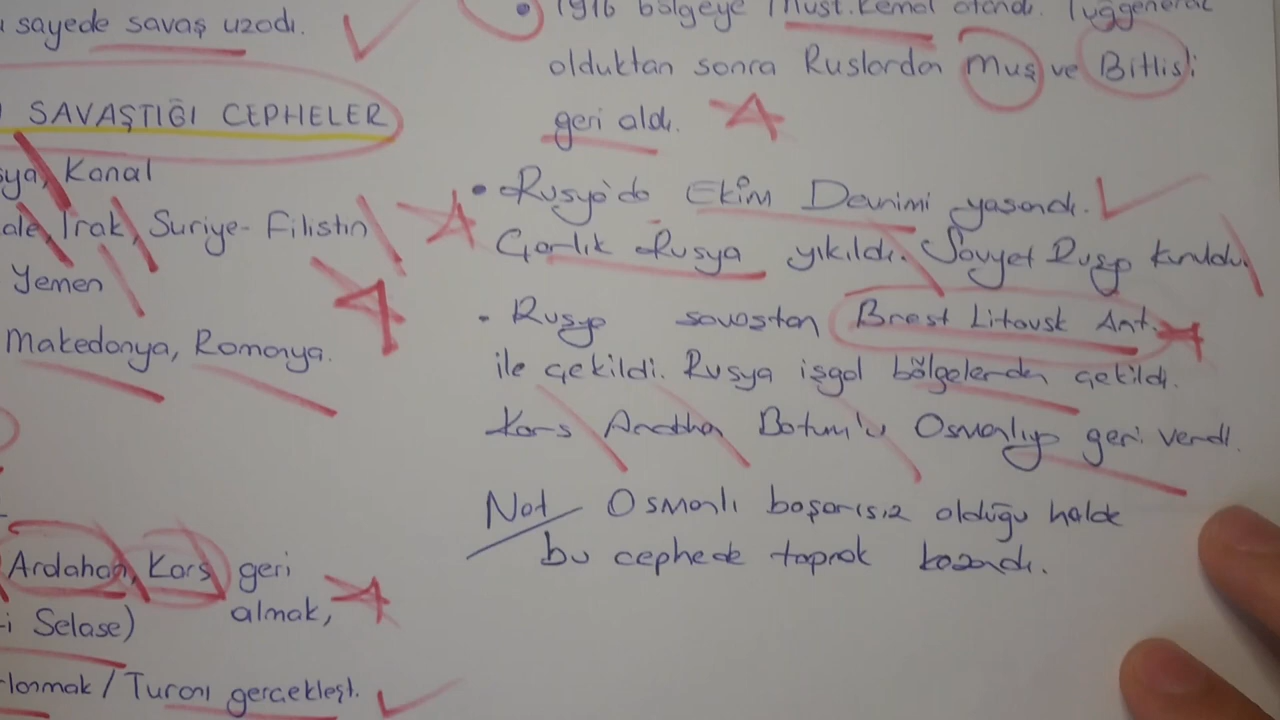 sayede savaş uzadı.
SAVAŞTIĞI CEPHELER
Kanal
Irak, Suriye- Filistin
Yemen
Makedonya, Romanya.
Ardahan, Kars geri
almak,
Selase)
/ Turanı gerçekleşt.
1916 bölgeye Must. Kemal atandı. Tuğgeneral
olduktan sonra Ruslardan Muş ve Bitlis'i
geri aldı.
• Rusya'da Ekim Devrimi yaşandı.
Çarlık Rusya yıkıldı. Sovyet Rusya kuruldu.
• Rusya savaştan Brest Litovsk Ant.
ile çekildi. Rusya işgal bölgelerden çekildi.
Kars Ardahan Batum'u Osmanlıya geri verdi.
Not / Osmanlı başarısız olduğu halde
bu cephede toprak kazandı.